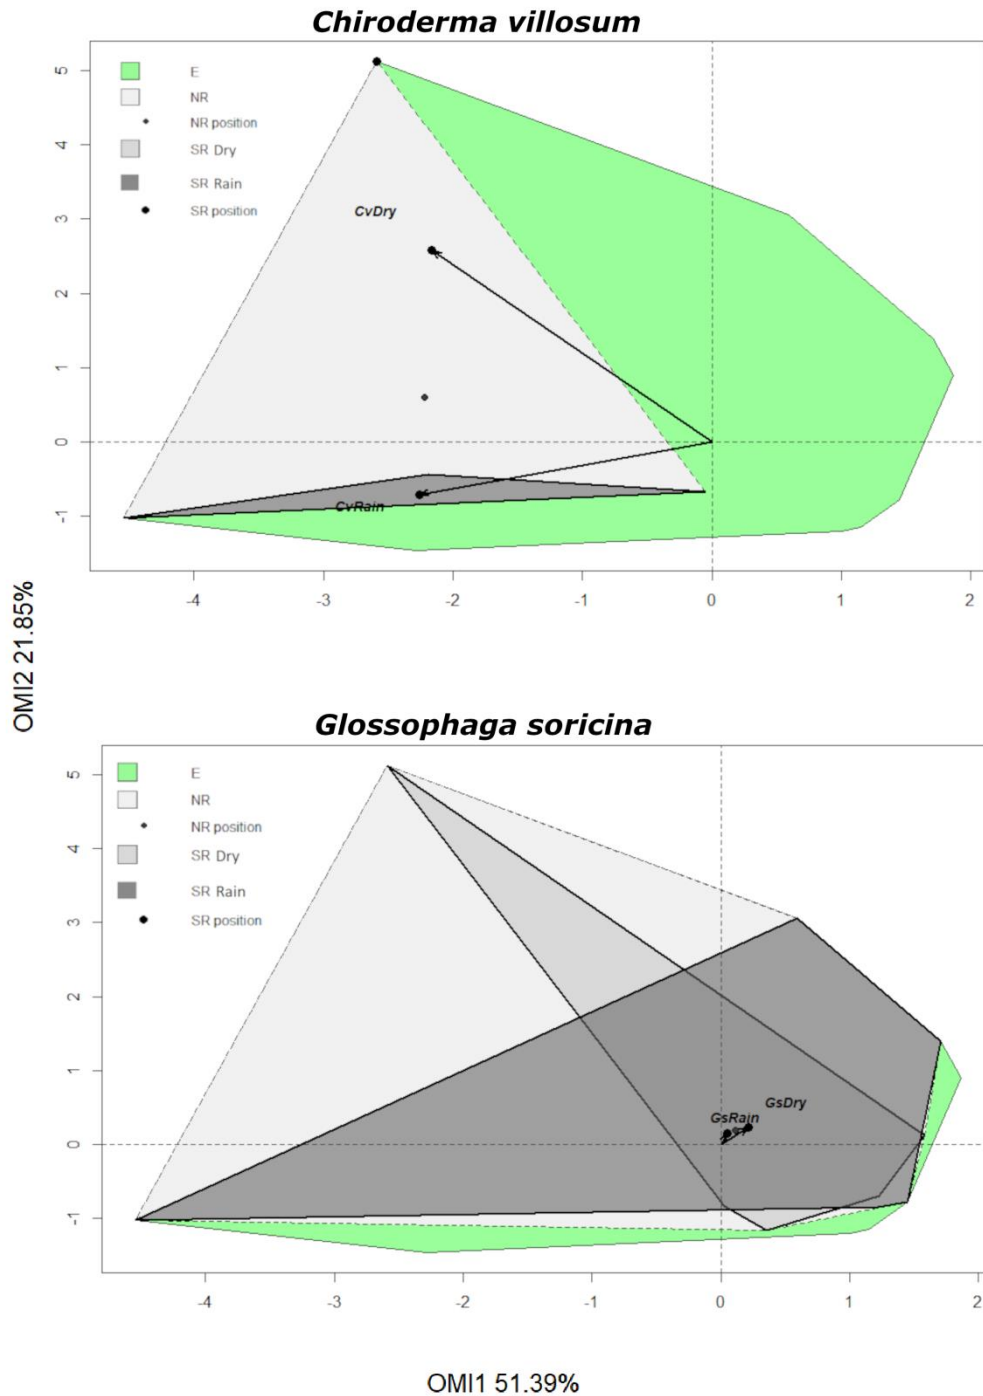 Chiroderma villosum
E
NR
NR position
SR Dry
SR Rain
SR position
CvDry
CvRain
5
4
3
2
1
0
-1
-4 -3 -2 -1 0 1 2
OMI2 21.85%
Glossophaga soricina
E
NR
NR position
SR Dry
SR Rain
SR position
GsDry
GsRain
5
4
3
2
1
0
-1
-4 -3 -2 -1 0 1 2
OMI1 51.39%